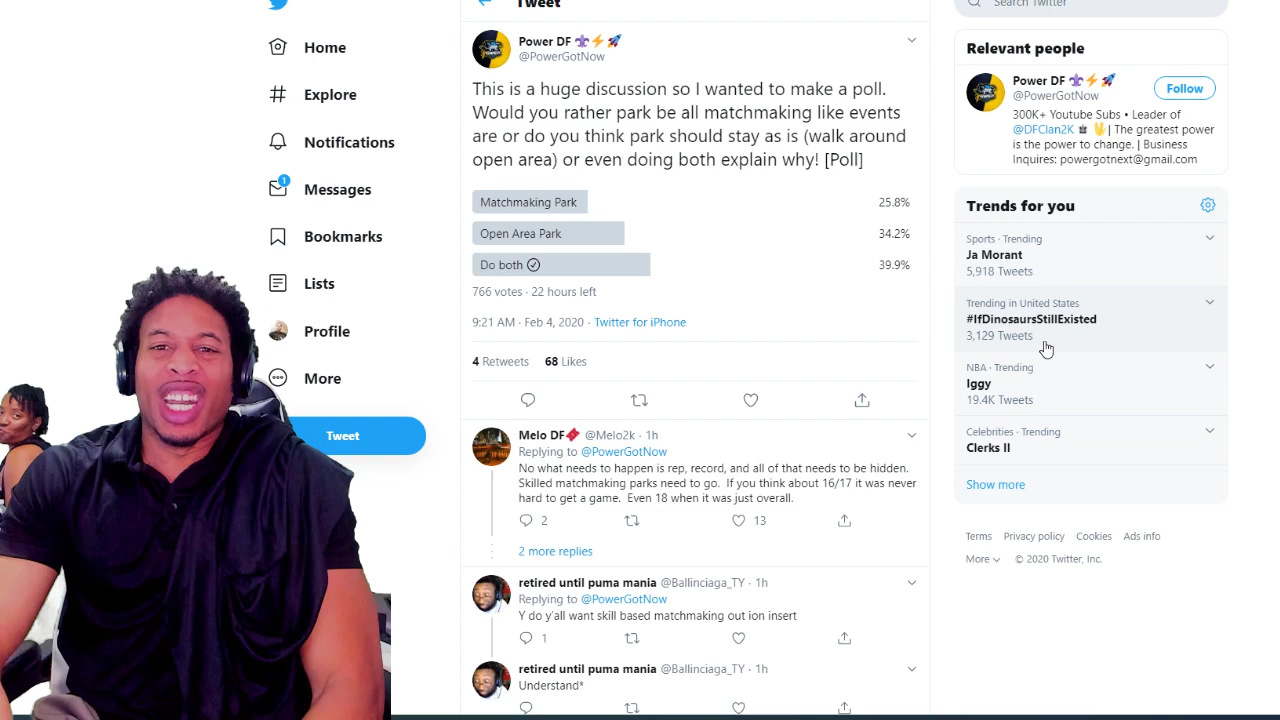 Home
Explore
Notifications
1
Messages
Bookmarks
Lists
Profile
More
Tweet
Tweet
Power DF ⚜️⚡🚀
@PowerGotNow
This is a huge discussion so I wanted to make a poll.
Would you rather park be all matchmaking like events
are or do you think park should stay as is (walk around
open area) or even doing both explain why! [Poll]
Matchmaking Park 25.8%
Open Area Park 34.2%
Do both 39.9%
766 votes · 22 hours left
9:21 AM · Feb 4, 2020 · Twitter for iPhone
4 Retweets 68 Likes
Melo DF @Melo2k · 1h
Replying to @PowerGotNow
No what needs to happen is rep, record, and all of that needs to be hidden.
Skilled matchmaking parks need to go. If you think about 16/17 it was never
hard to get a game. Even 18 when it was just overall.
2 13
2 more replies
retired until puma mania @Ballinciaga_TY · 1h
Replying to @PowerGotNow
Y do y'all want skill based matchmaking out ion insert
1
retired until puma mania @Ballinciaga_TY · 1h
Understand*
Search Twitter
Relevant people
Power DF ⚜️⚡🚀
@PowerGotNow
Follow
300K+ Youtube Subs • Leader of
@DFClan2K | The greatest power
is the power to change. | Business
Inquires: powergotnext@gmail.com
Trends for you
Sports · Trending
Ja Morant
5,918 Tweets
Trending in United States
#IfDinosaursStillExisted
3,129 Tweets
NBA · Trending
Iggy
19.4K Tweets
Celebrities · Trending
Clerks II
Show more
Terms Privacy policy Cookies Ads info
More © 2020 Twitter, Inc.